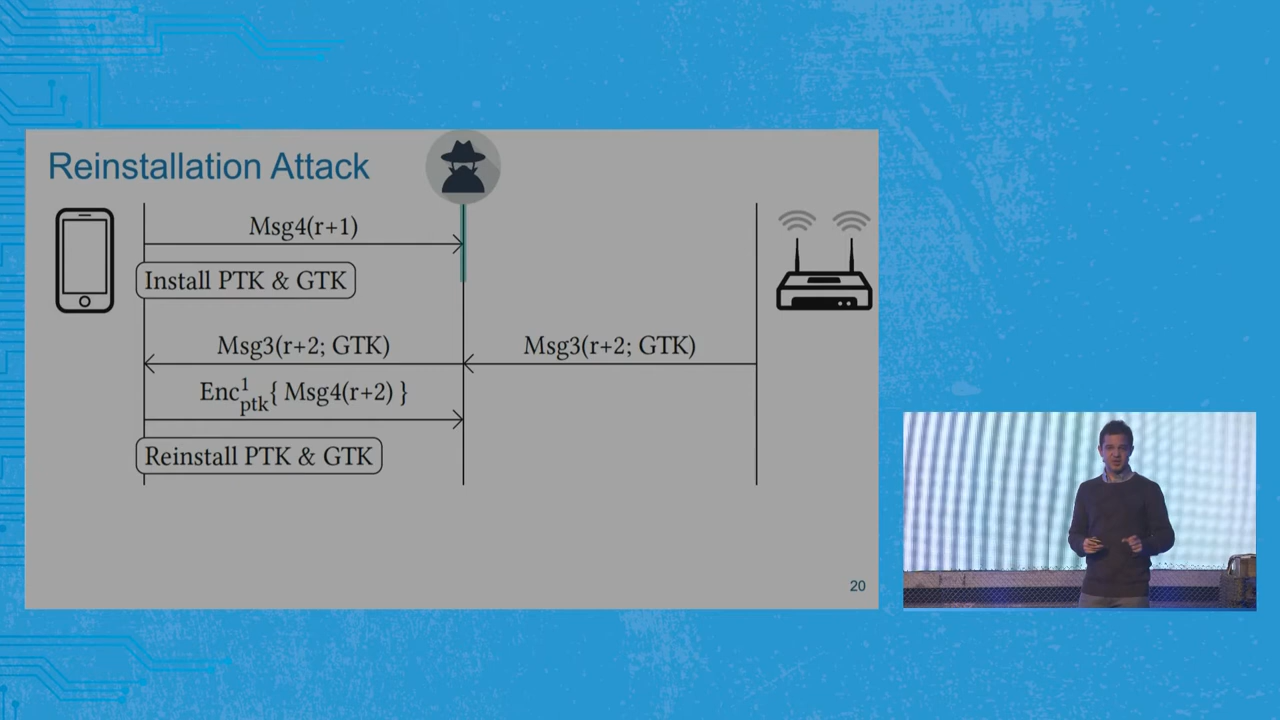 Reinstallation Attack
Msg4(r+1)
Install PTK & GTK
Msg3(r+2; GTK)
Msg3(r+2; GTK)
Enc¹ptk{ Msg4(r+2) }
Reinstall PTK & GTK
20